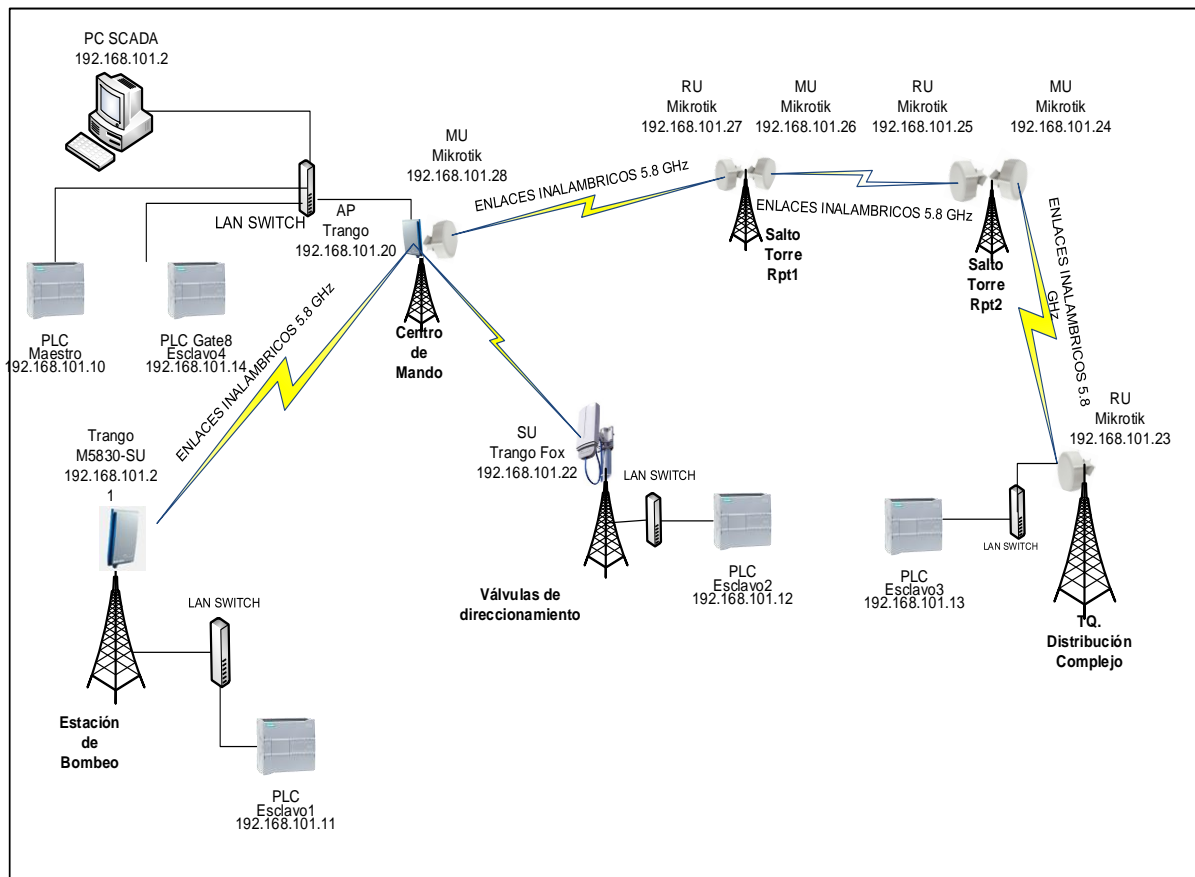 PC SCADA
192.168.101.2
LAN SWITCH
AP
Trango
192.168.101.20
MU
Mikrotik
192.168.101.28
RU
Mikrotik
192.168.101.27
MU
Mikrotik
192.168.101.26
RU
Mikrotik
192.168.101.25
MU
Mikrotik
192.168.101.24
ENLACES INALAMBRICOS 5.8 GHz
ENLACES INALAMBRICOS 5.8 GHz
ENLACES INALAMBRICOS 5.8
GHz
Salto
Torre
Rpt1
Salto
Torre
Rpt2
PLC
Maestro
192.168.101.10
PLC Gate8
Esclavo4
192.168.101.14
ENLACES INALAMBRICOS 5.8 GHz
Centro
de
Mando
Trango
M5830-SU
192.168.101.2
1
SU
Trango Fox
192.168.101.22
LAN SWITCH
PLC
Esclavo2
192.168.101.12
Válvulas de
direccionamiento
RU
Mikrotik
192.168.101.23
LAN SWITCH
PLC
Esclavo3
192.168.101.13
TQ.
Distribución
Complejo
LAN SWITCH
Estación
de
Bombeo
PLC
Esclavo1
192.168.101.11